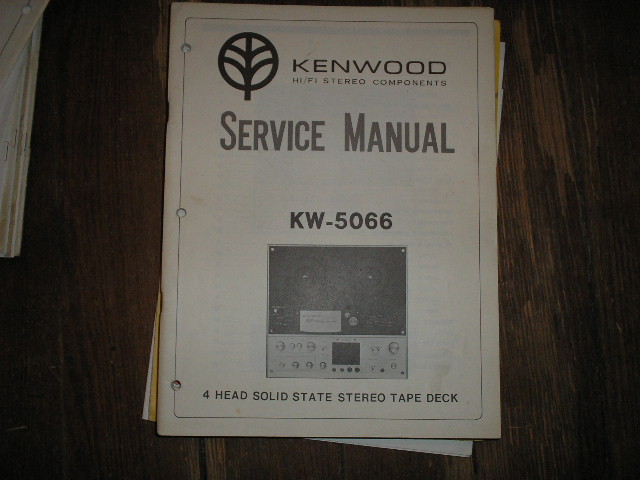 KENWOOD
HI/FI STEREO COMPONENTS
SERVICE MANUAL
KW-5066
4 HEAD SOLID STATE STEREO TAPE DECK